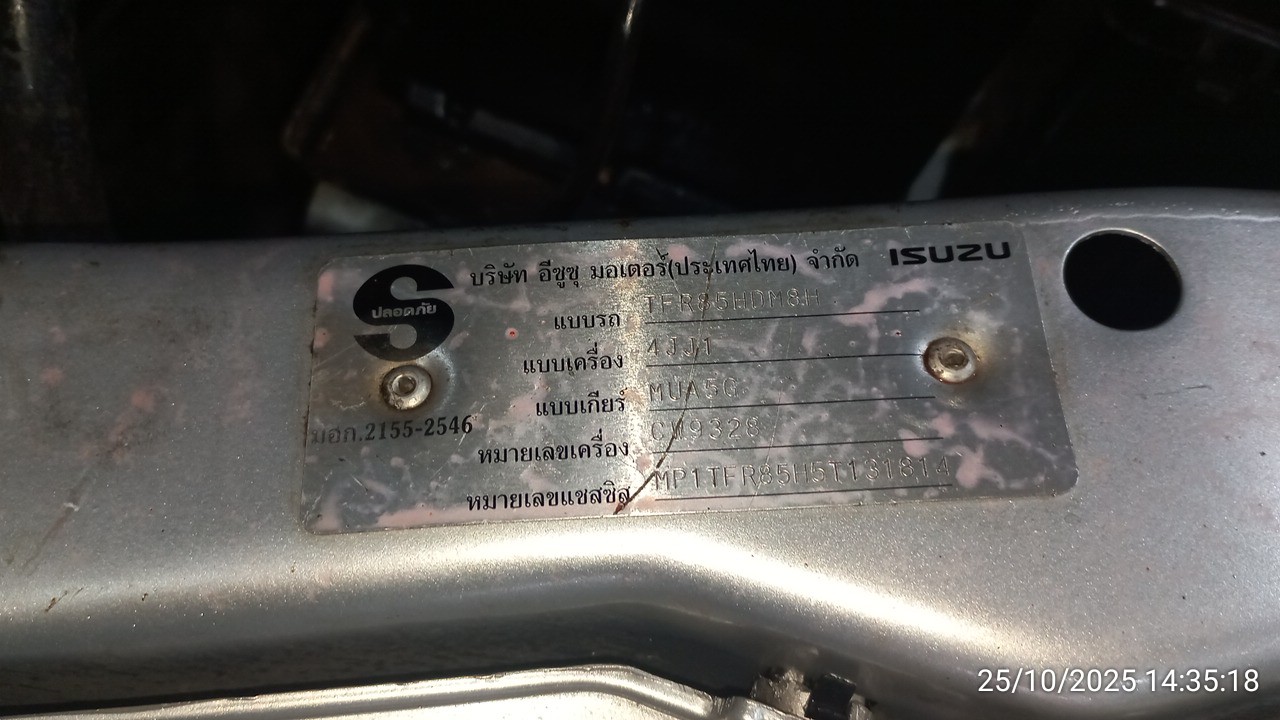 บริษัท อีซูซุ มอเตอร์(ประเทศไทย) จำกัด ISUZU
ปลอดภัย
แบบรถ TFR85HDM8H
แบบเครื่อง 4JJ1
แบบเกียร์ MUA5G
มอก.2155-2546
หมายเลขเครื่อง CW9328
หมายเลขแชสซิส MP1TFR85H5T131814
25/10/2025 14:35:18